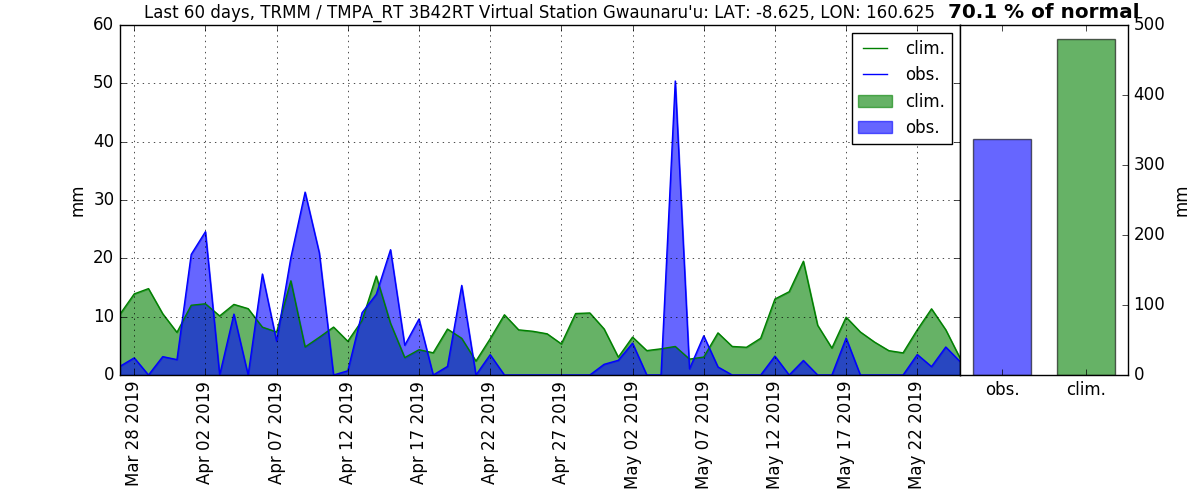 Last 60 days, TRMM / TMPA_RT 3B42RT Virtual Station Gwaunaru'u: LAT: -8.625, LON: 160.625
70.1 % of normal
60
50
40
30
20
10
0
mm
clim.
obs.
clim.
obs.
Mar 28 2019
Apr 02 2019
Apr 07 2019
Apr 12 2019
Apr 17 2019
Apr 22 2019
Apr 27 2019
May 02 2019
May 07 2019
May 12 2019
May 17 2019
May 22 2019
obs.
clim.
500
400
300
200
100
0
mm